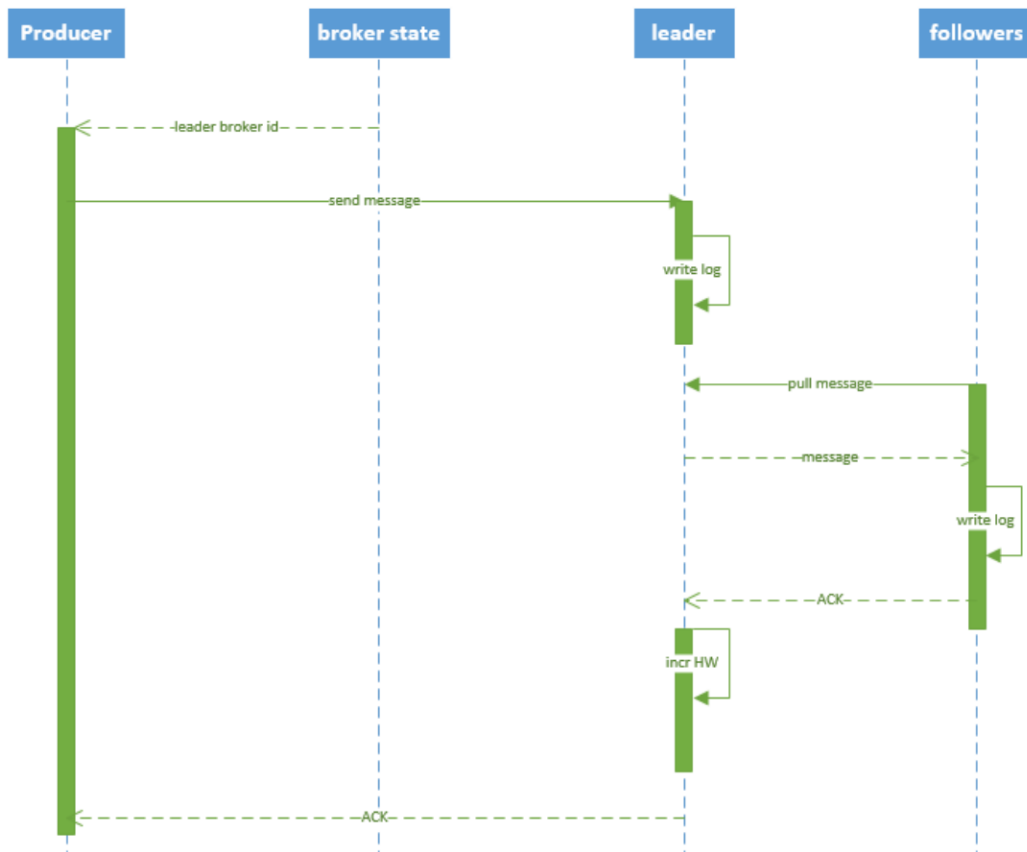 Producer
broker state
leader
followers
leader broker id
send message
write log
pull message
message
write log
ACK
incr HW
ACK